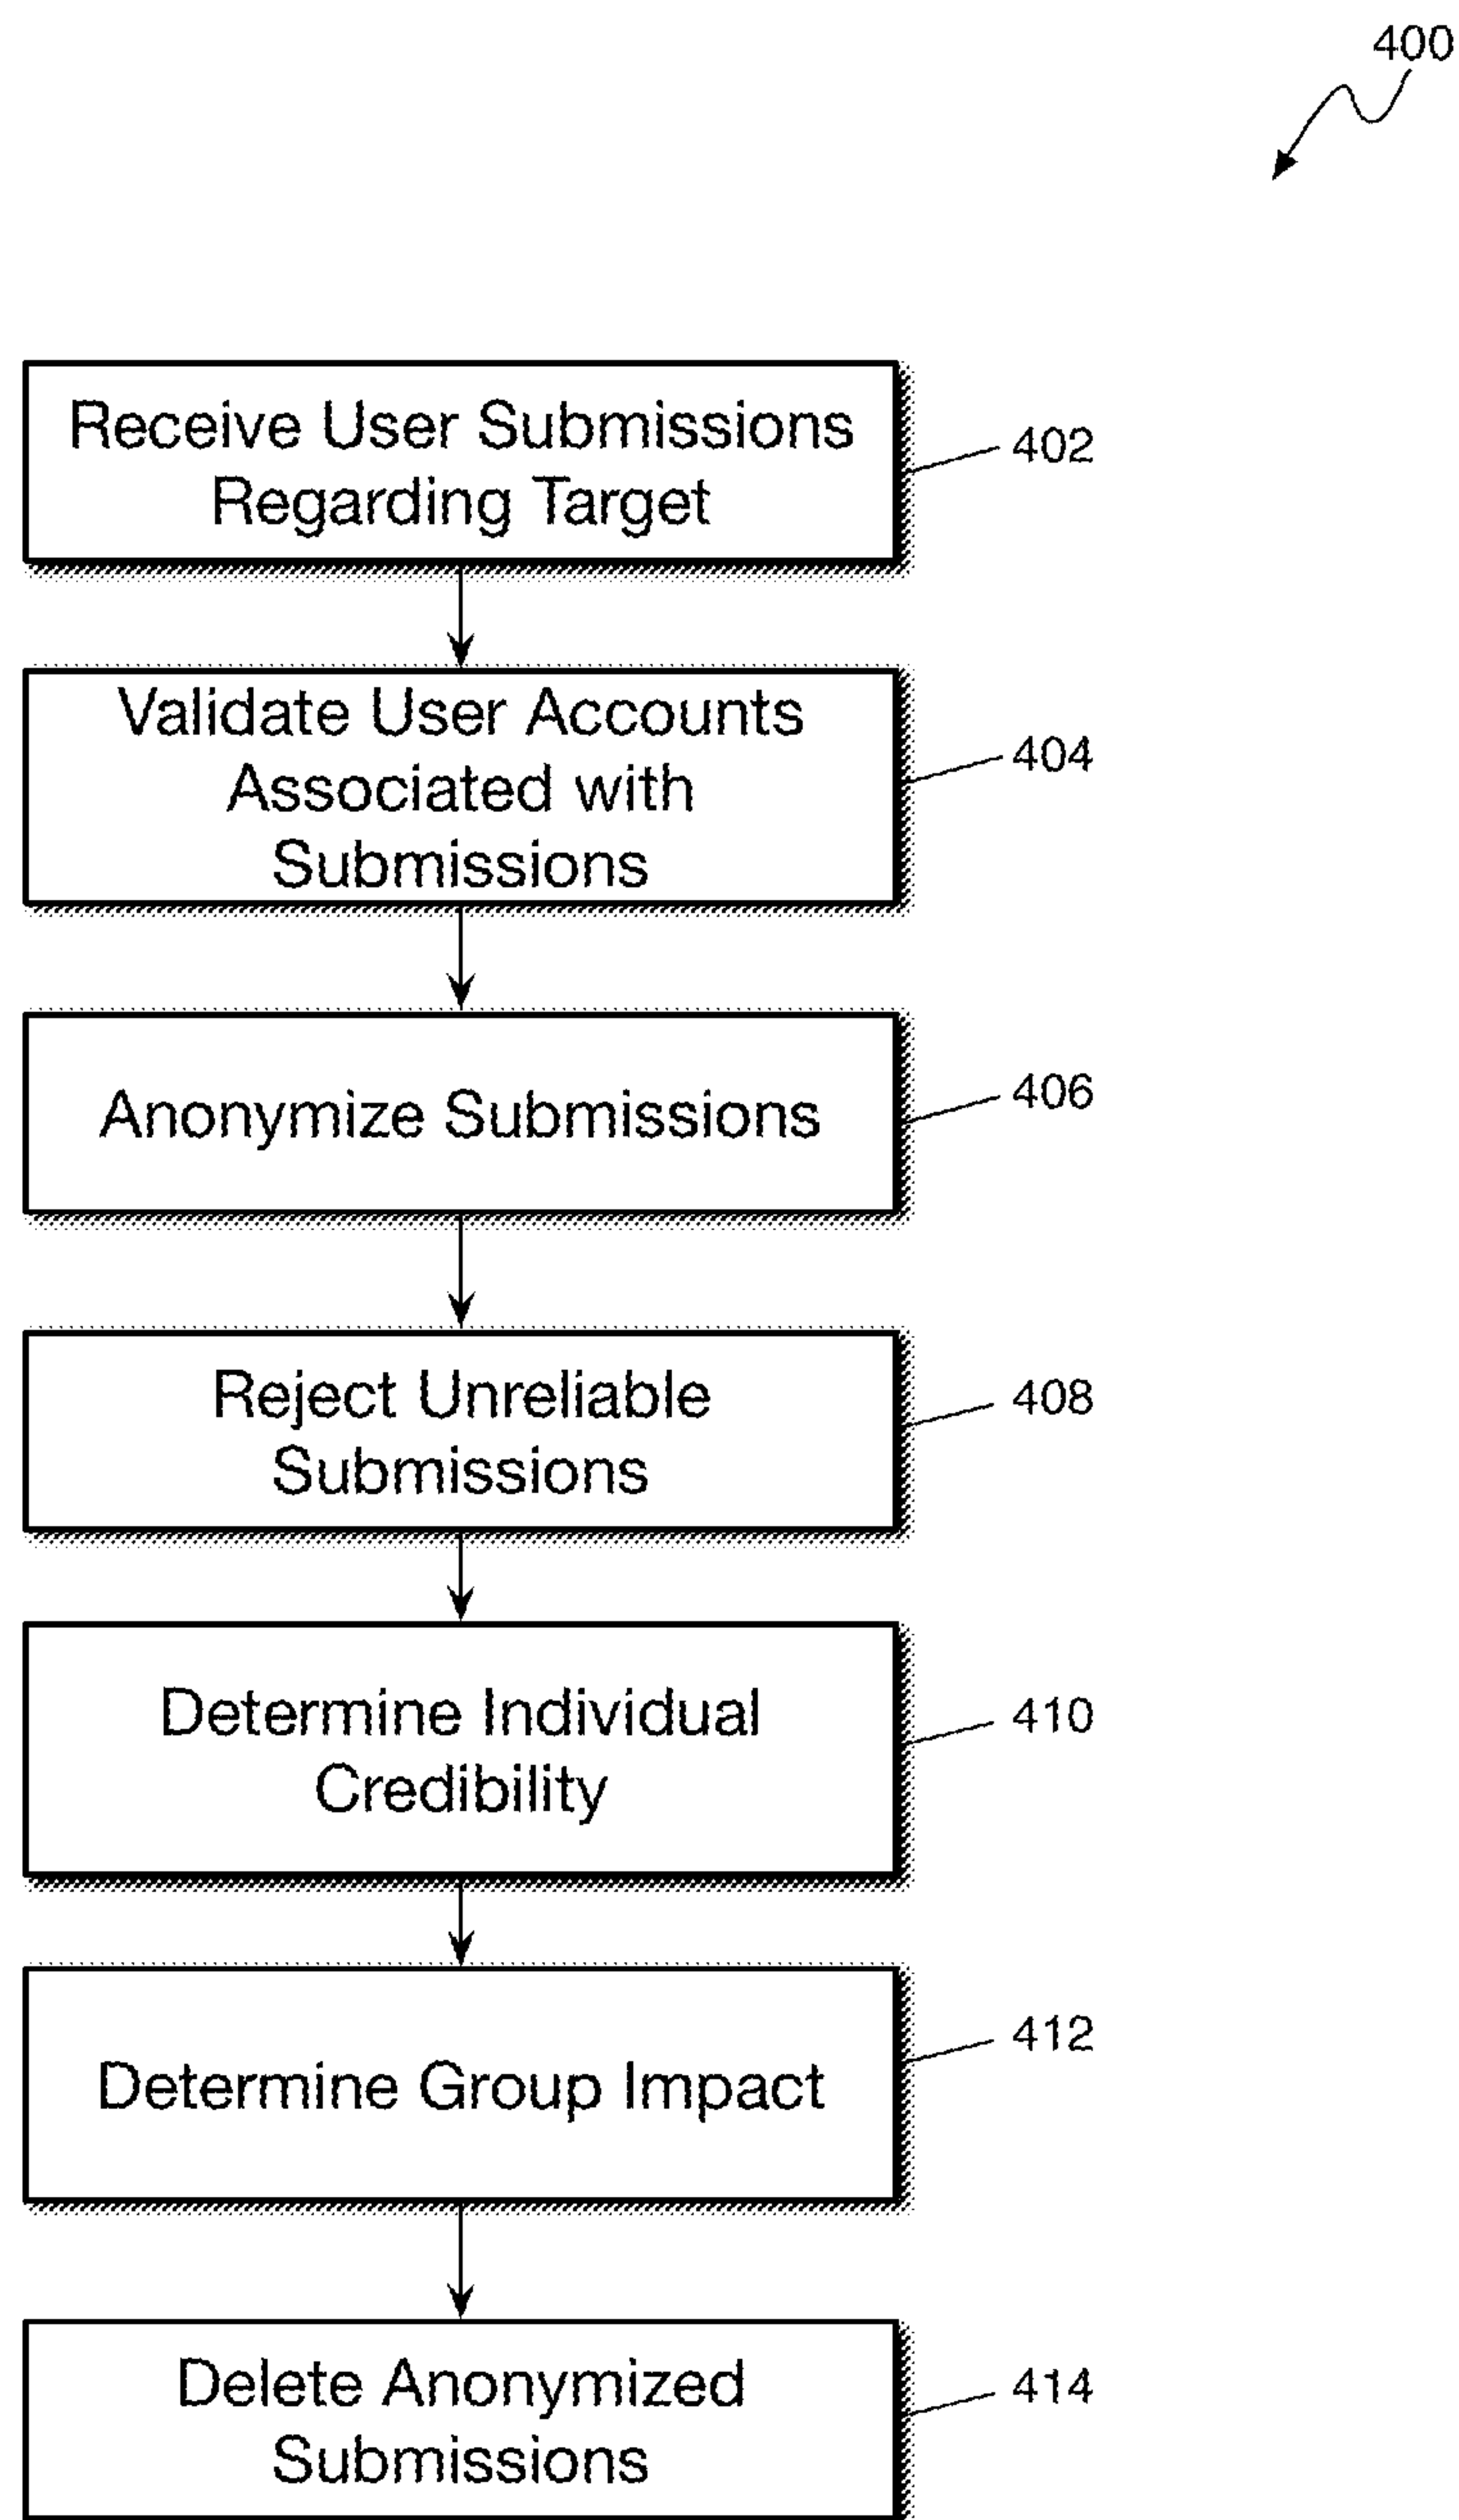 400
Receive User Submissions
Regarding Target
402
Validate User Accounts
Associated with
Submissions
404
Anonymize Submissions
406
Reject Unreliable
Submissions
408
Determine Individual
Credibility
410
Determine Group Impact
412
Delete Anonymized
Submissions
414